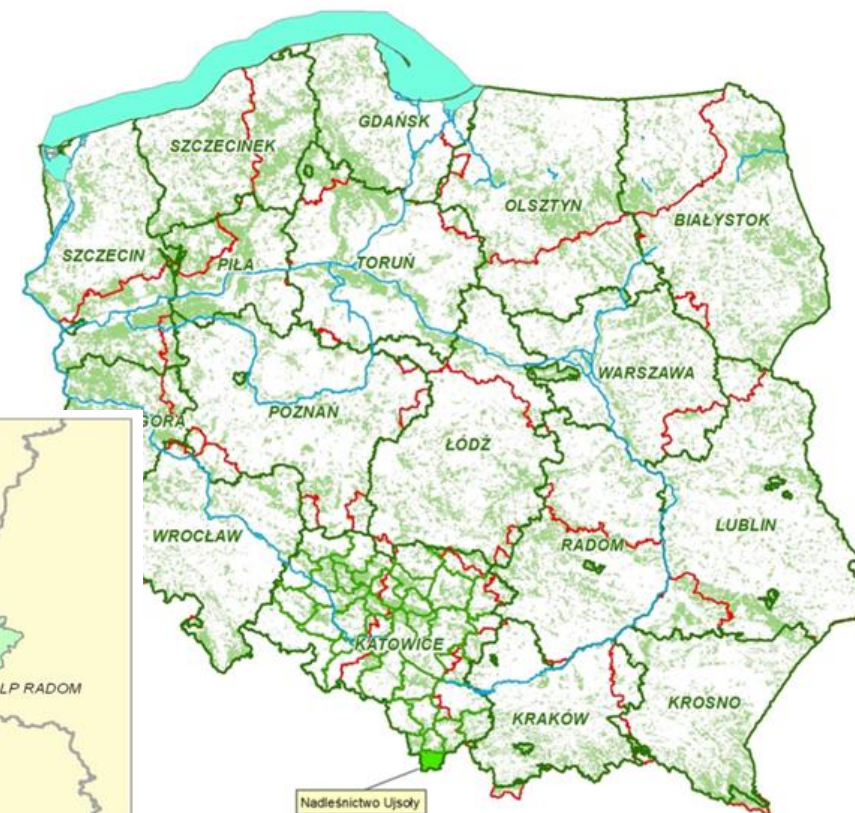 GDAŃSK
SZCZECINEK
OLSZTYN
BIAŁYSTOK
SZCZECIN
PIŁA
TORUŃ
WARSZAWA
POZNAŃ
GÓRA
ŁÓDŹ
WROCŁAW
LUBLIN
RADOM
KATOWICE
LP RADOM
KROSNO
KRAKÓW
Nadleśnictwo Ujsoły